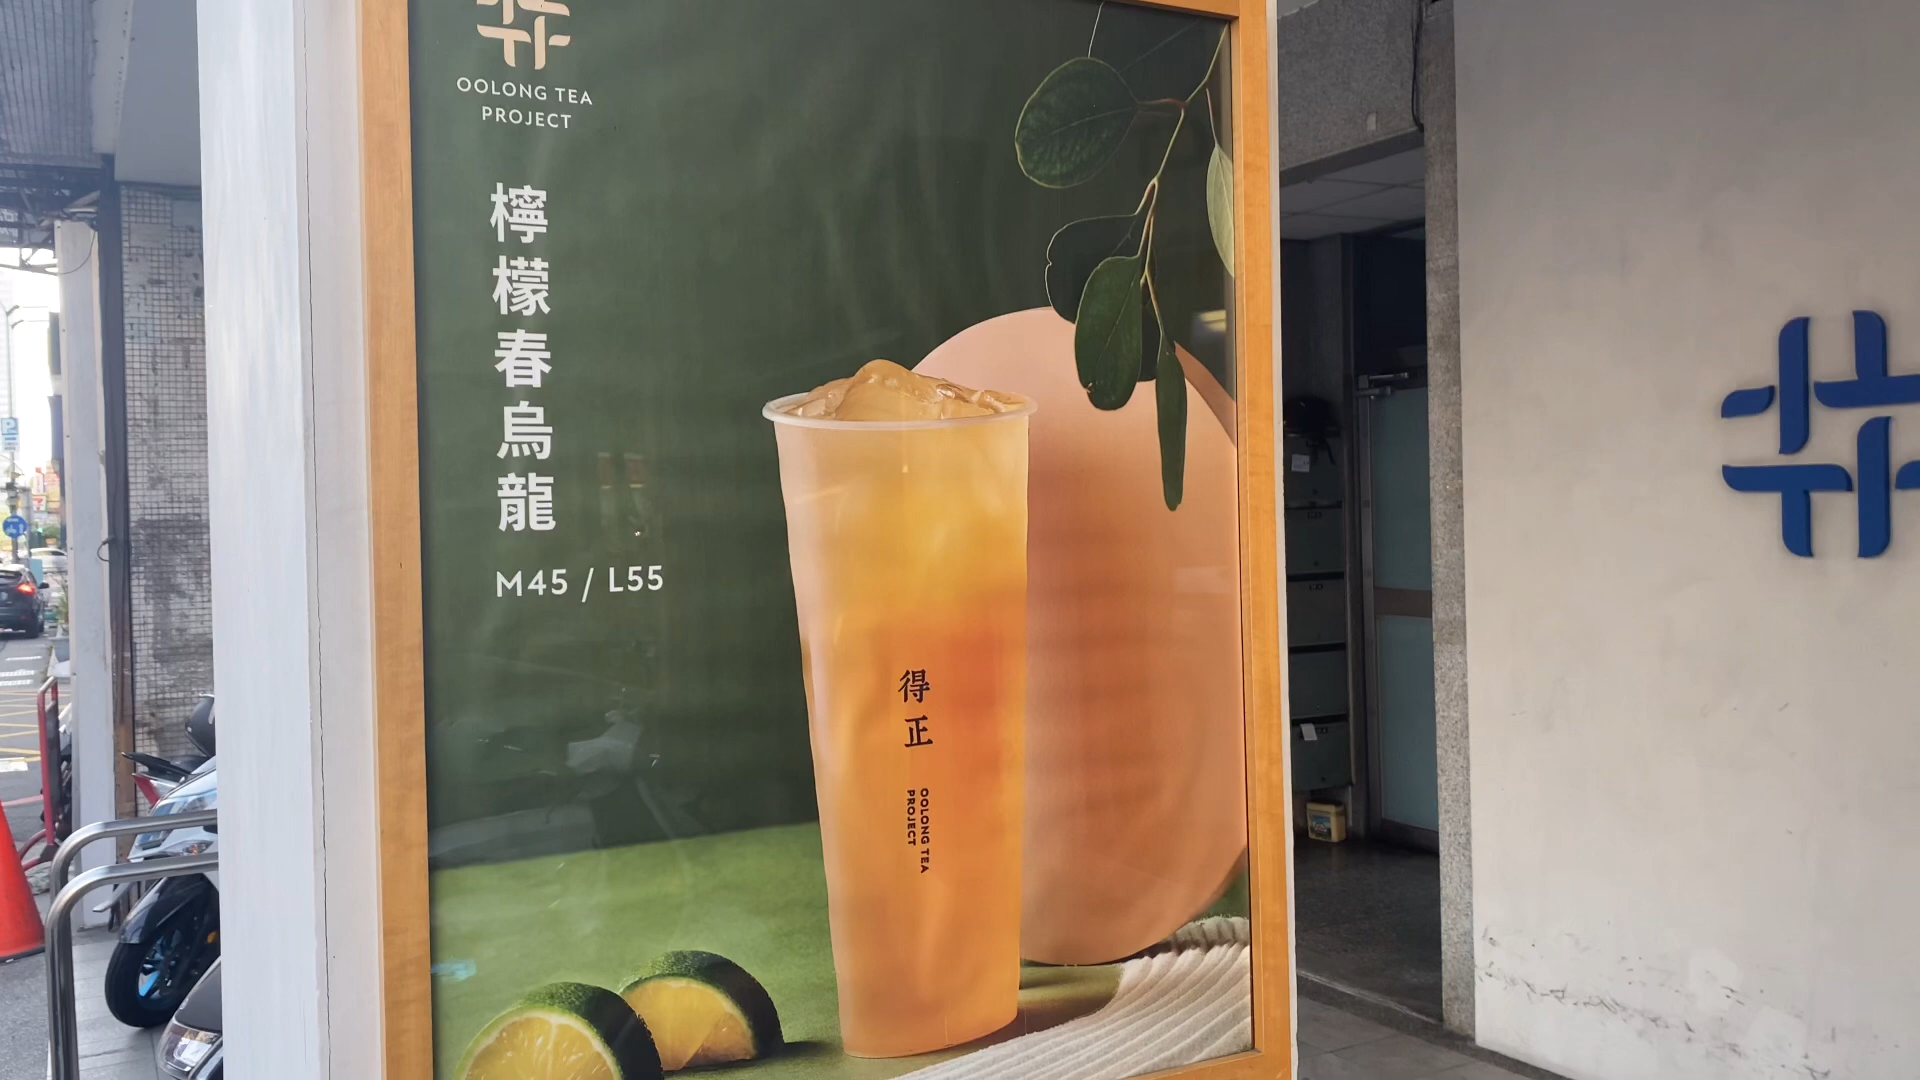 OOLONG TEA
PROJECT
檸檬春烏龍
M45 / L55
得正
OOLONG TEA
PROJECT